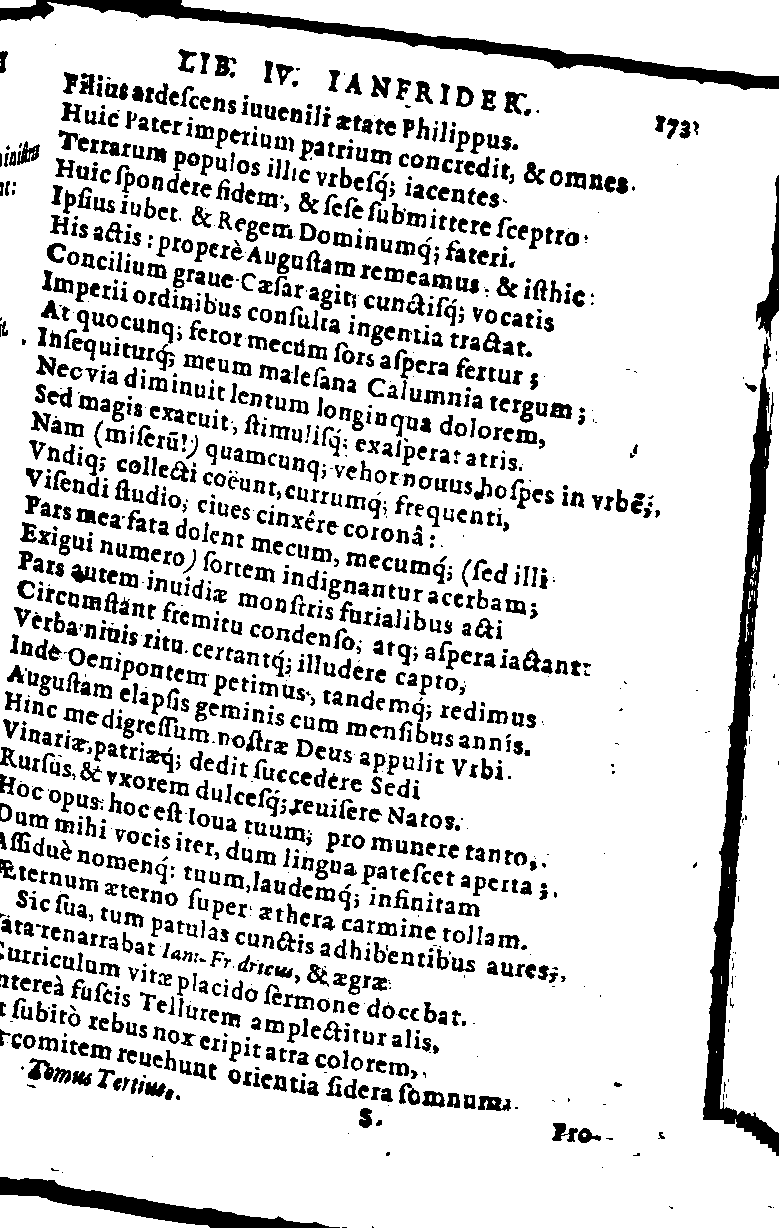 LIB. IV. IANFRIDER. 173
Filius ardeſcens iuuenili ætate Philippus.
Huic Pater imperium patrium concredit, & omnes
Terrarum populos illic vrbeſq́; iacentes
Huic ſpondere fidem, & ſeſe ſubmittere ſceptro
Ipſius iubet. & Regem Dominumq́; fateri.
His actis: properè Auguſtam remeamus. & iſthic:
Concilium graue Cæſar agit; cunctiſq́; vocatis
Imperii ordinibus conſulta ingentia tractat.
At quocunq; feror mecùm ſors aſpera fertur;
Inſequiturq́; meum maleſana Calumnia tergum;
Nec via diminuit lentum longinqua dolorem,
Sed magis exacuit, ſtimuliſq́; exaſperat atris.
Nam (miſerũ!) quamcunq; vehor nouus hoſpes in vrbē;
Vndiq; collecti coëunt, currumq́; frequenti,
Viſendi ſtudio, ciues cinxêre coronâ:
Pars mea fata dolent mecum, mecumq́; (ſed illi
Exigui numero) ſortem indignantur acerbam;
Pars autem inuidiæ monſtris furialibus acti
Circumſtant fremitu condenſo, atq; aſpera iactant:
Verba niuis ritu certantq́; illudere capto,
Inde Oenipontem petimus, tandemq́; redimus
Auguſtam elapſis geminis cum menſibus annis.
Hinc me digreſſum noſtræ Deus appulit Vrbi.
Vinariæ, patriæq́; dedit ſuccedere Sedi
Rurſus, & vxorem dulceſq́; reuiſere Natos.
Hoc opus: hoc eſt Ioua tuum; pro munere tanto,
Dum mihi vocis iter, dum lingua pateſcet aperta;
Aſſiduè nomenq́: tuum, laudemq́; infinitam
Æternum æterno ſuper æthera carmine tollam.
Sic ſua, tum patulas cunctis adhibentibus aures,
Fata renarrabat Ian-Fridricus, & ægræ
Curriculum vitæ placido ſermone docebat.
Intereà fuſcis Tellurem amplectitur alis,
Et ſubitò rebus nox eripit atra colorem,
Et comitem reuehunt orientia ſidera ſomnum.
Tomus Tertius. S. Pro-